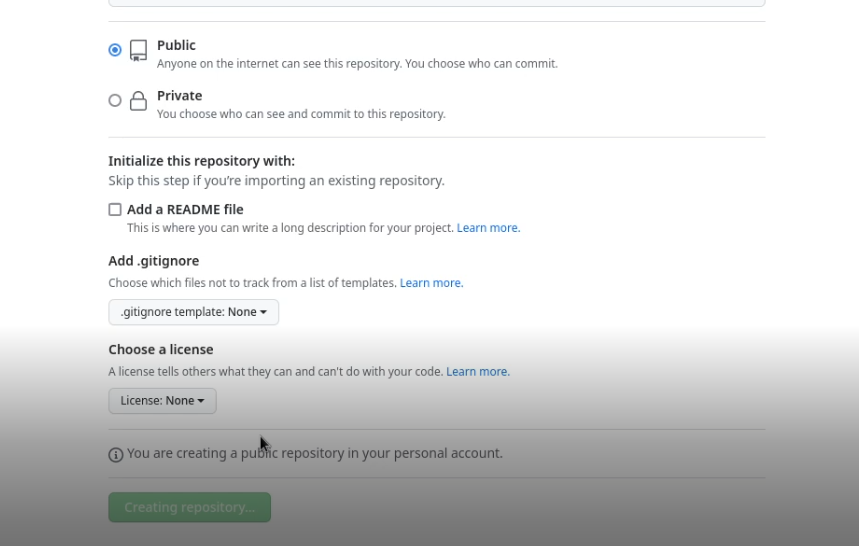 Public
Anyone on the internet can see this repository. You choose who can commit.
Private
You choose who can see and commit to this repository.
Initialize this repository with:
Skip this step if you’re importing an existing repository.
Add a README file
This is where you can write a long description for your project. Learn more.
Add .gitignore
Choose which files not to track from a list of templates. Learn more.
.gitignore template: None
Choose a license
A license tells others what they can and can't do with your code. Learn more.
License: None
You are creating a public repository in your personal account.
Creating repository...